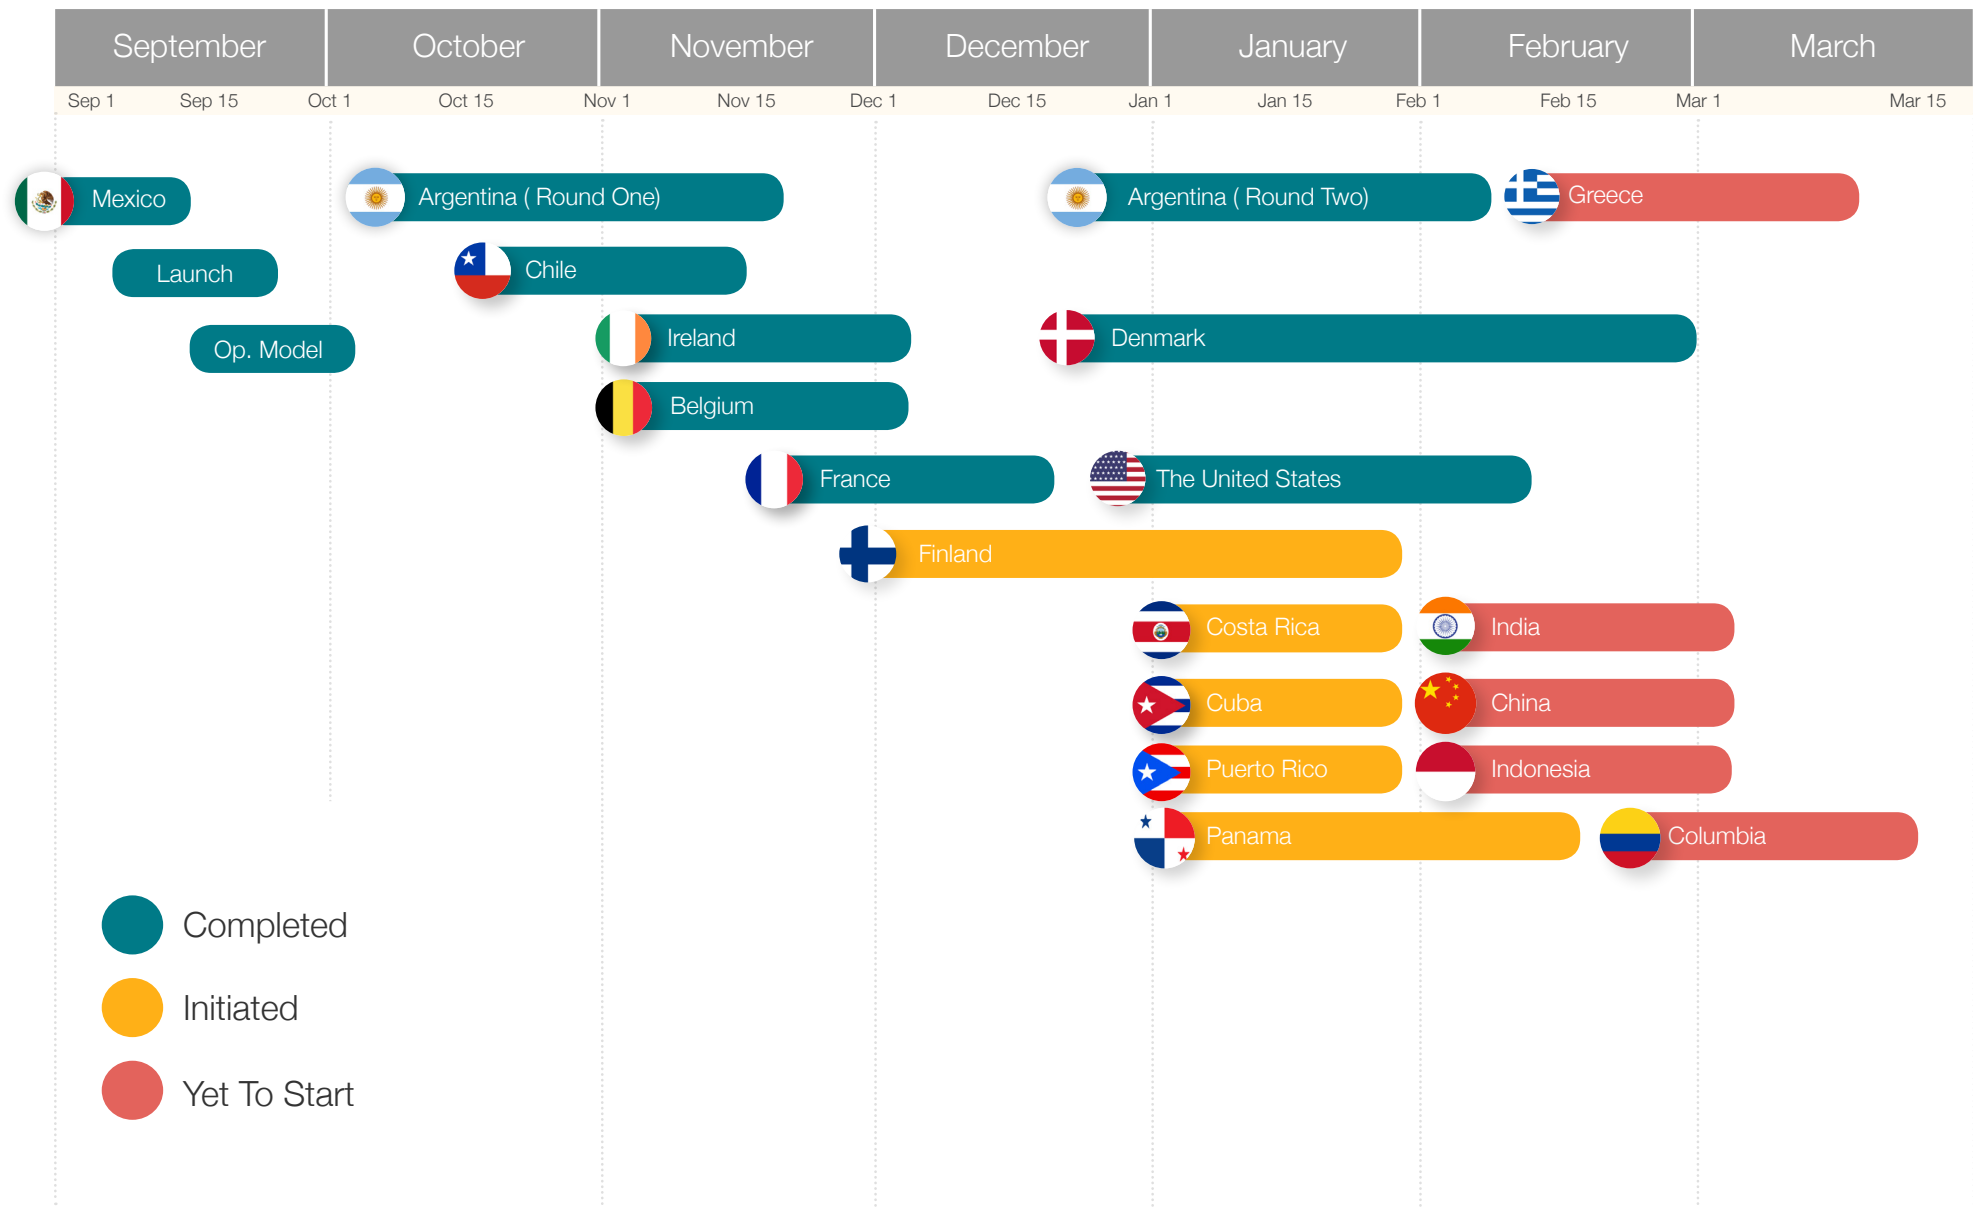 September October November December January February March
Sep 1 Sep 15 Oct 1 Oct 15 Nov 1 Nov 15 Dec 1 Dec 15 Jan 1 Jan 15 Feb 1 Feb 15 Mar 1 Mar 15
Mexico Argentina ( Round One) Argentina ( Round Two) Greece
Launch Chile
Op. Model Ireland Denmark
Belgium
France The United States
Finland
Costa Rica India
Cuba China
Puerto Rico Indonesia
Panama Columbia
Completed
Initiated
Yet To Start